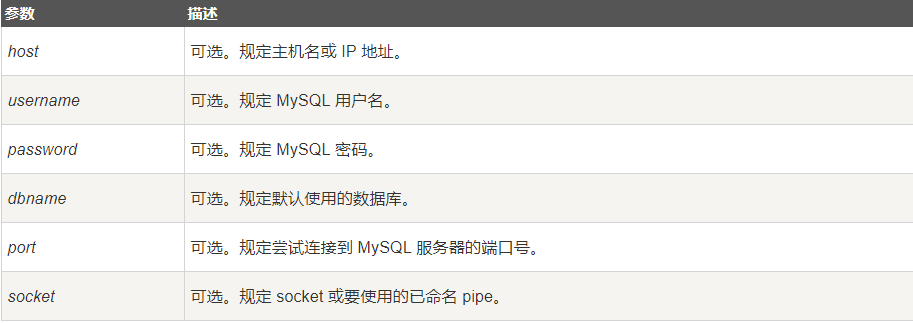 参数 描述
host 可选。规定主机名或 IP 地址。
username 可选。规定 MySQL 用户名。
password 可选。规定 MySQL 密码。
dbname 可选。规定默认使用的数据库。
port 可选。规定尝试连接到 MySQL 服务器的端口号。
socket 可选。规定 socket 或要使用的已命名 pipe。